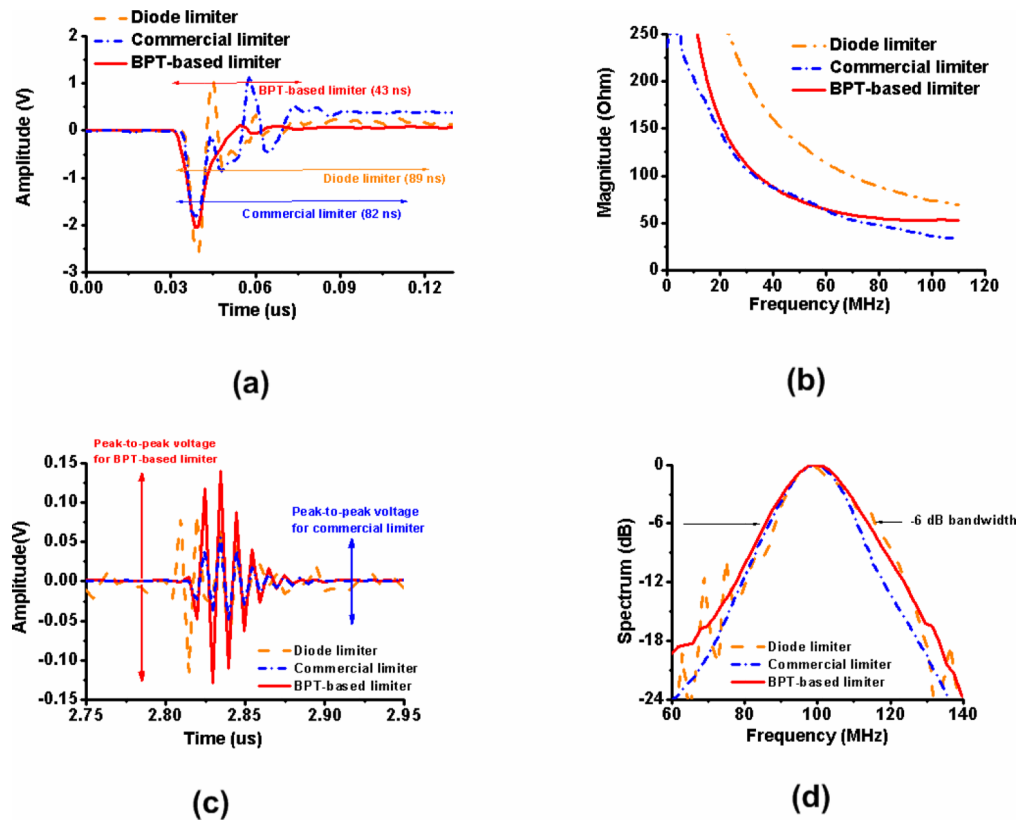 Diode limiter
Commercial limiter
BPT-based limiter
BPT-based limiter (43 ns)
Diode limiter (89 ns)
Commercial limiter (82 ns)
2
1
0
-1
-2
-3
Amplitude (V)
0.00
0.03
0.06
0.09
0.12
Time (us)
(a)
Diode limiter
Commercial limiter
BPT-based limiter
250
200
150
100
50
0
Magnitude (Ohm)
0
20
40
60
80
100
120
Frequency (MHz)
(b)
Peak-to-peak voltage
for BPT-based limiter
Peak-to-peak voltage
for commercial limiter
0.15
0.10
0.05
0.00
-0.05
-0.10
-0.15
Amplitude(V)
Diode limiter
Commercial limiter
BPT-based limiter
2.75
2.80
2.85
2.90
2.95
Time (us)
(c)
0
-6
-12
-18
-24
Spectrum (dB)
-6 dB bandwidth
Diode limiter
Commercial limiter
BPT-based limiter
60
80
100
120
140
Frequency (MHz)
(d)